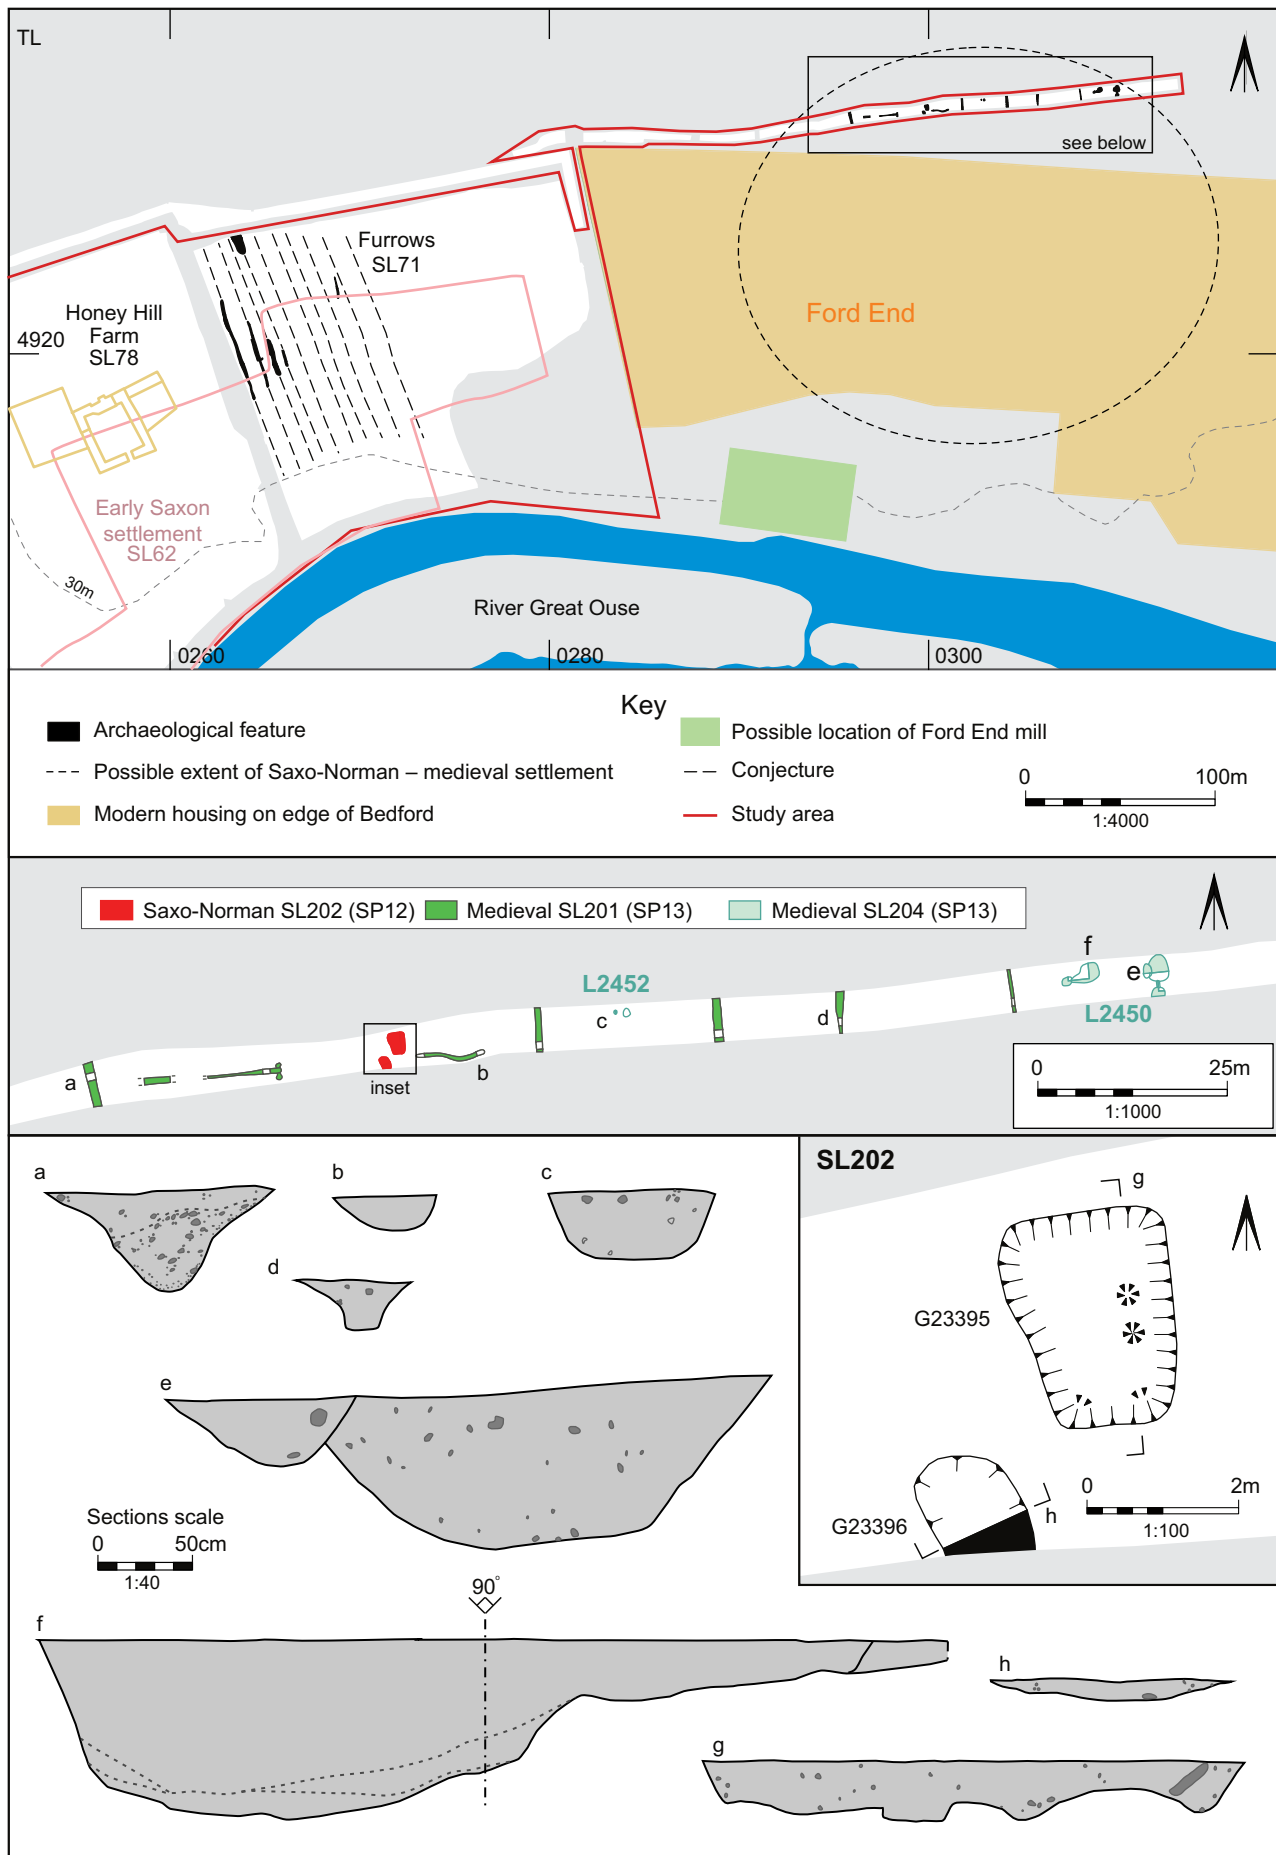 TL
see below
Furrows
SL71
Honey Hill
Farm
SL78
4920
Ford End
Early Saxon
settlement
SL62
30m
River Great Ouse
0260
0280
0300
Key
Archaeological feature
Possible extent of Saxo-Norman – medieval settlement
Modern housing on edge of Bedford
Possible location of Ford End mill
Conjecture
Study area
0 100m
1:4000
Saxo-Norman SL202 (SP12)
Medieval SL201 (SP13)
Medieval SL204 (SP13)
L2452
f
e
L2450
c
d
a
b
inset
0 25m
1:1000
a
b
c
d
e
Sections scale
0 50cm
1:40
SL202
g
G23395
G23396
h
0 2m
1:100
90°
f
h
g